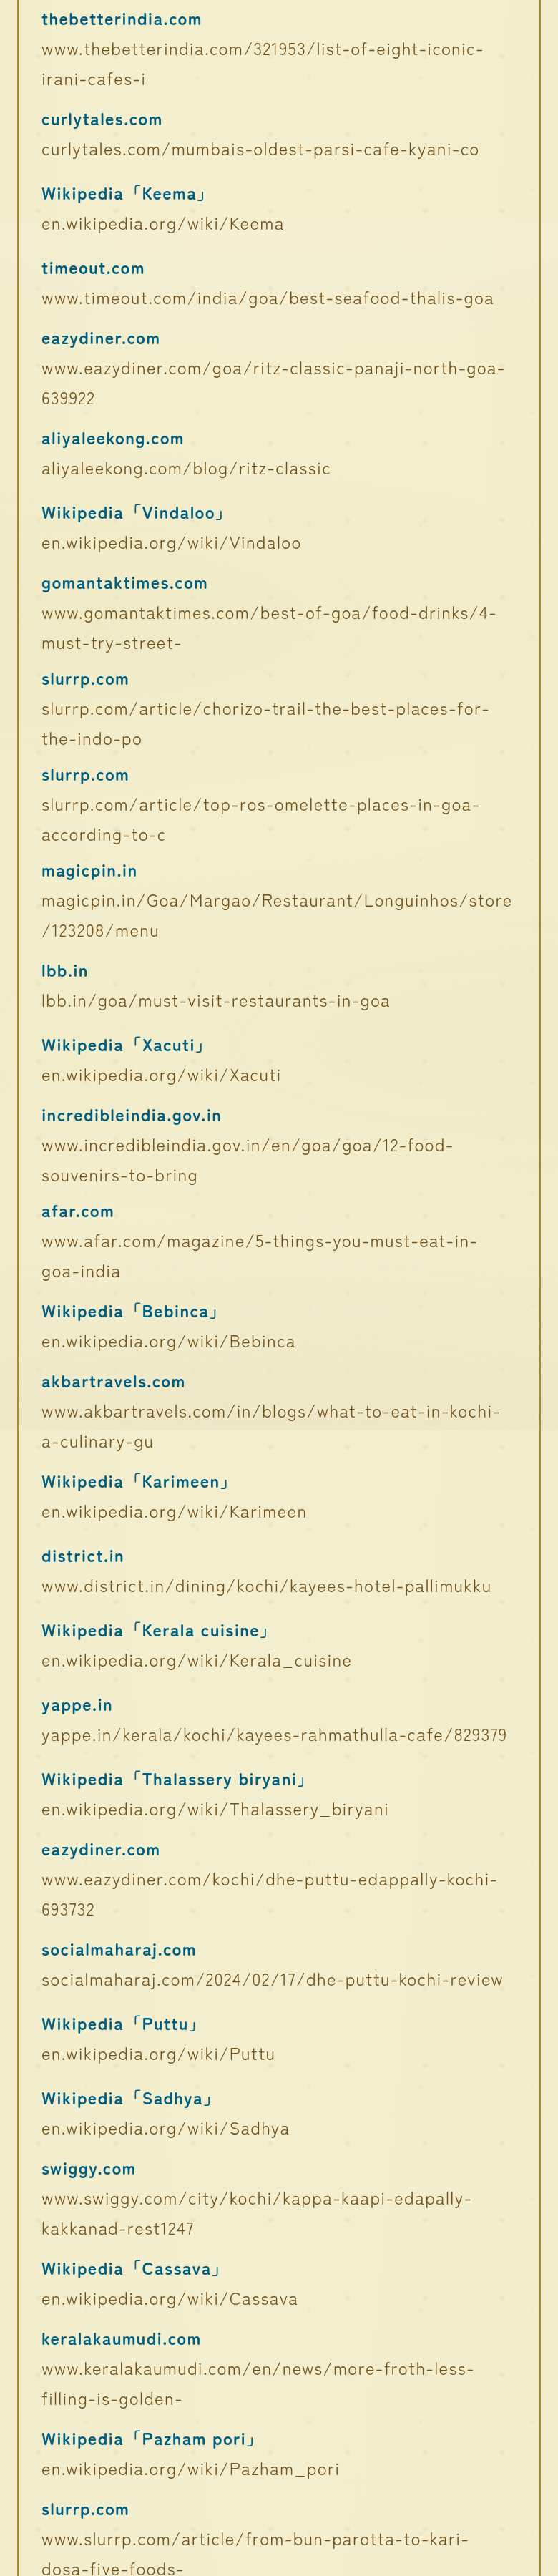 thebetterindia.com
www.thebetterindia.com/321953/list-of-eight-iconic-
irani-cafes-i
curlytales.com
curlytales.com/mumbais-oldest-parsi-cafe-kyani-co
Wikipedia「Keema」
en.wikipedia.org/wiki/Keema
timeout.com
www.timeout.com/india/goa/best-seafood-thalis-goa
eazydiner.com
www.eazydiner.com/goa/ritz-classic-panaji-north-goa-
639922
aliyaleekong.com
aliyaleekong.com/blog/ritz-classic
Wikipedia「Vindaloo」
en.wikipedia.org/wiki/Vindaloo
gomantaktimes.com
www.gomantaktimes.com/best-of-goa/food-drinks/4-
must-try-street-
slurrp.com
slurrp.com/article/chorizo-trail-the-best-places-for-
the-indo-po
slurrp.com
slurrp.com/article/top-ros-omelette-places-in-goa-
according-to-c
magicpin.in
magicpin.in/Goa/Margao/Restaurant/Longuinhos/store
/123208/menu
lbb.in
lbb.in/goa/must-visit-restaurants-in-goa
Wikipedia「Xacuti」
en.wikipedia.org/wiki/Xacuti
incredibleindia.gov.in
www.incredibleindia.gov.in/en/goa/goa/12-food-
souvenirs-to-bring
afar.com
www.afar.com/magazine/5-things-you-must-eat-in-
goa-india
Wikipedia「Bebinca」
en.wikipedia.org/wiki/Bebinca
akbartravels.com
www.akbartravels.com/in/blogs/what-to-eat-in-kochi-
a-culinary-gu
Wikipedia「Karimeen」
en.wikipedia.org/wiki/Karimeen
district.in
www.district.in/dining/kochi/kayees-hotel-pallimukku
Wikipedia「Kerala cuisine」
en.wikipedia.org/wiki/Kerala_cuisine
yappe.in
yappe.in/kerala/kochi/kayees-rahmathulla-cafe/829379
Wikipedia「Thalassery biryani」
en.wikipedia.org/wiki/Thalassery_biryani
eazydiner.com
www.eazydiner.com/kochi/dhe-puttu-edappally-kochi-
693732
socialmaharaj.com
socialmaharaj.com/2024/02/17/dhe-puttu-kochi-review
Wikipedia「Puttu」
en.wikipedia.org/wiki/Puttu
Wikipedia「Sadhya」
en.wikipedia.org/wiki/Sadhya
swiggy.com
www.swiggy.com/city/kochi/kappa-kaapi-edapally-
kakkanad-rest1247
Wikipedia「Cassava」
en.wikipedia.org/wiki/Cassava
keralakaumudi.com
www.keralakaumudi.com/en/news/more-froth-less-
filling-is-golden-
Wikipedia「Pazham pori」
en.wikipedia.org/wiki/Pazham_pori
slurrp.com
www.slurrp.com/article/from-bun-parotta-to-kari-
dosa-five-foods-